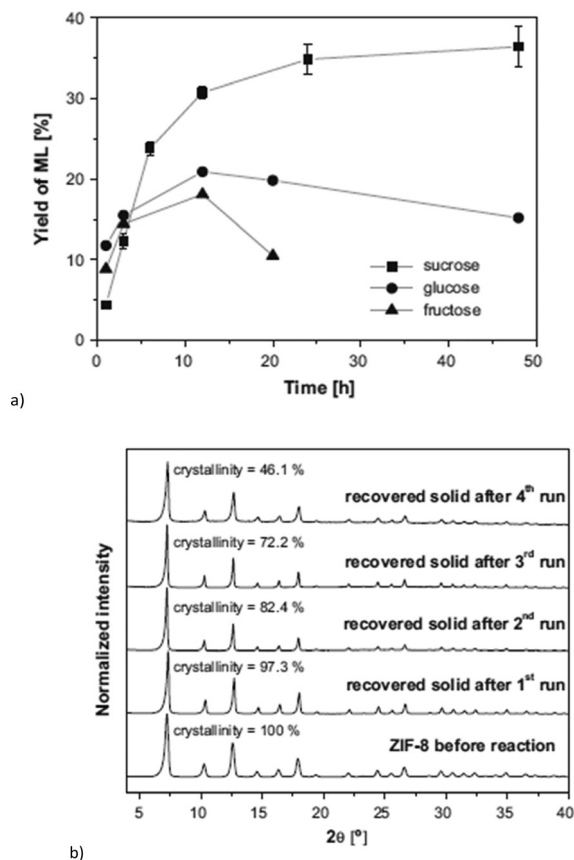 a)
Yield of ML [%]
40
30
20
10
0
sucrose
glucose
fructose
0 10 20 30 40 50
Time [h]
b)
Normalized intensity
crystallinity = 46.1 %
recovered solid after 4th run
crystallinity = 72.2 %
recovered solid after 3rd run
crystallinity = 82.4 %
recovered solid after 2nd run
crystallinity = 97.3 %
recovered solid after 1st run
crystallinity = 100 %
ZIF-8 before reaction
5 10 15 20 25 30 35 40
2θ [°]